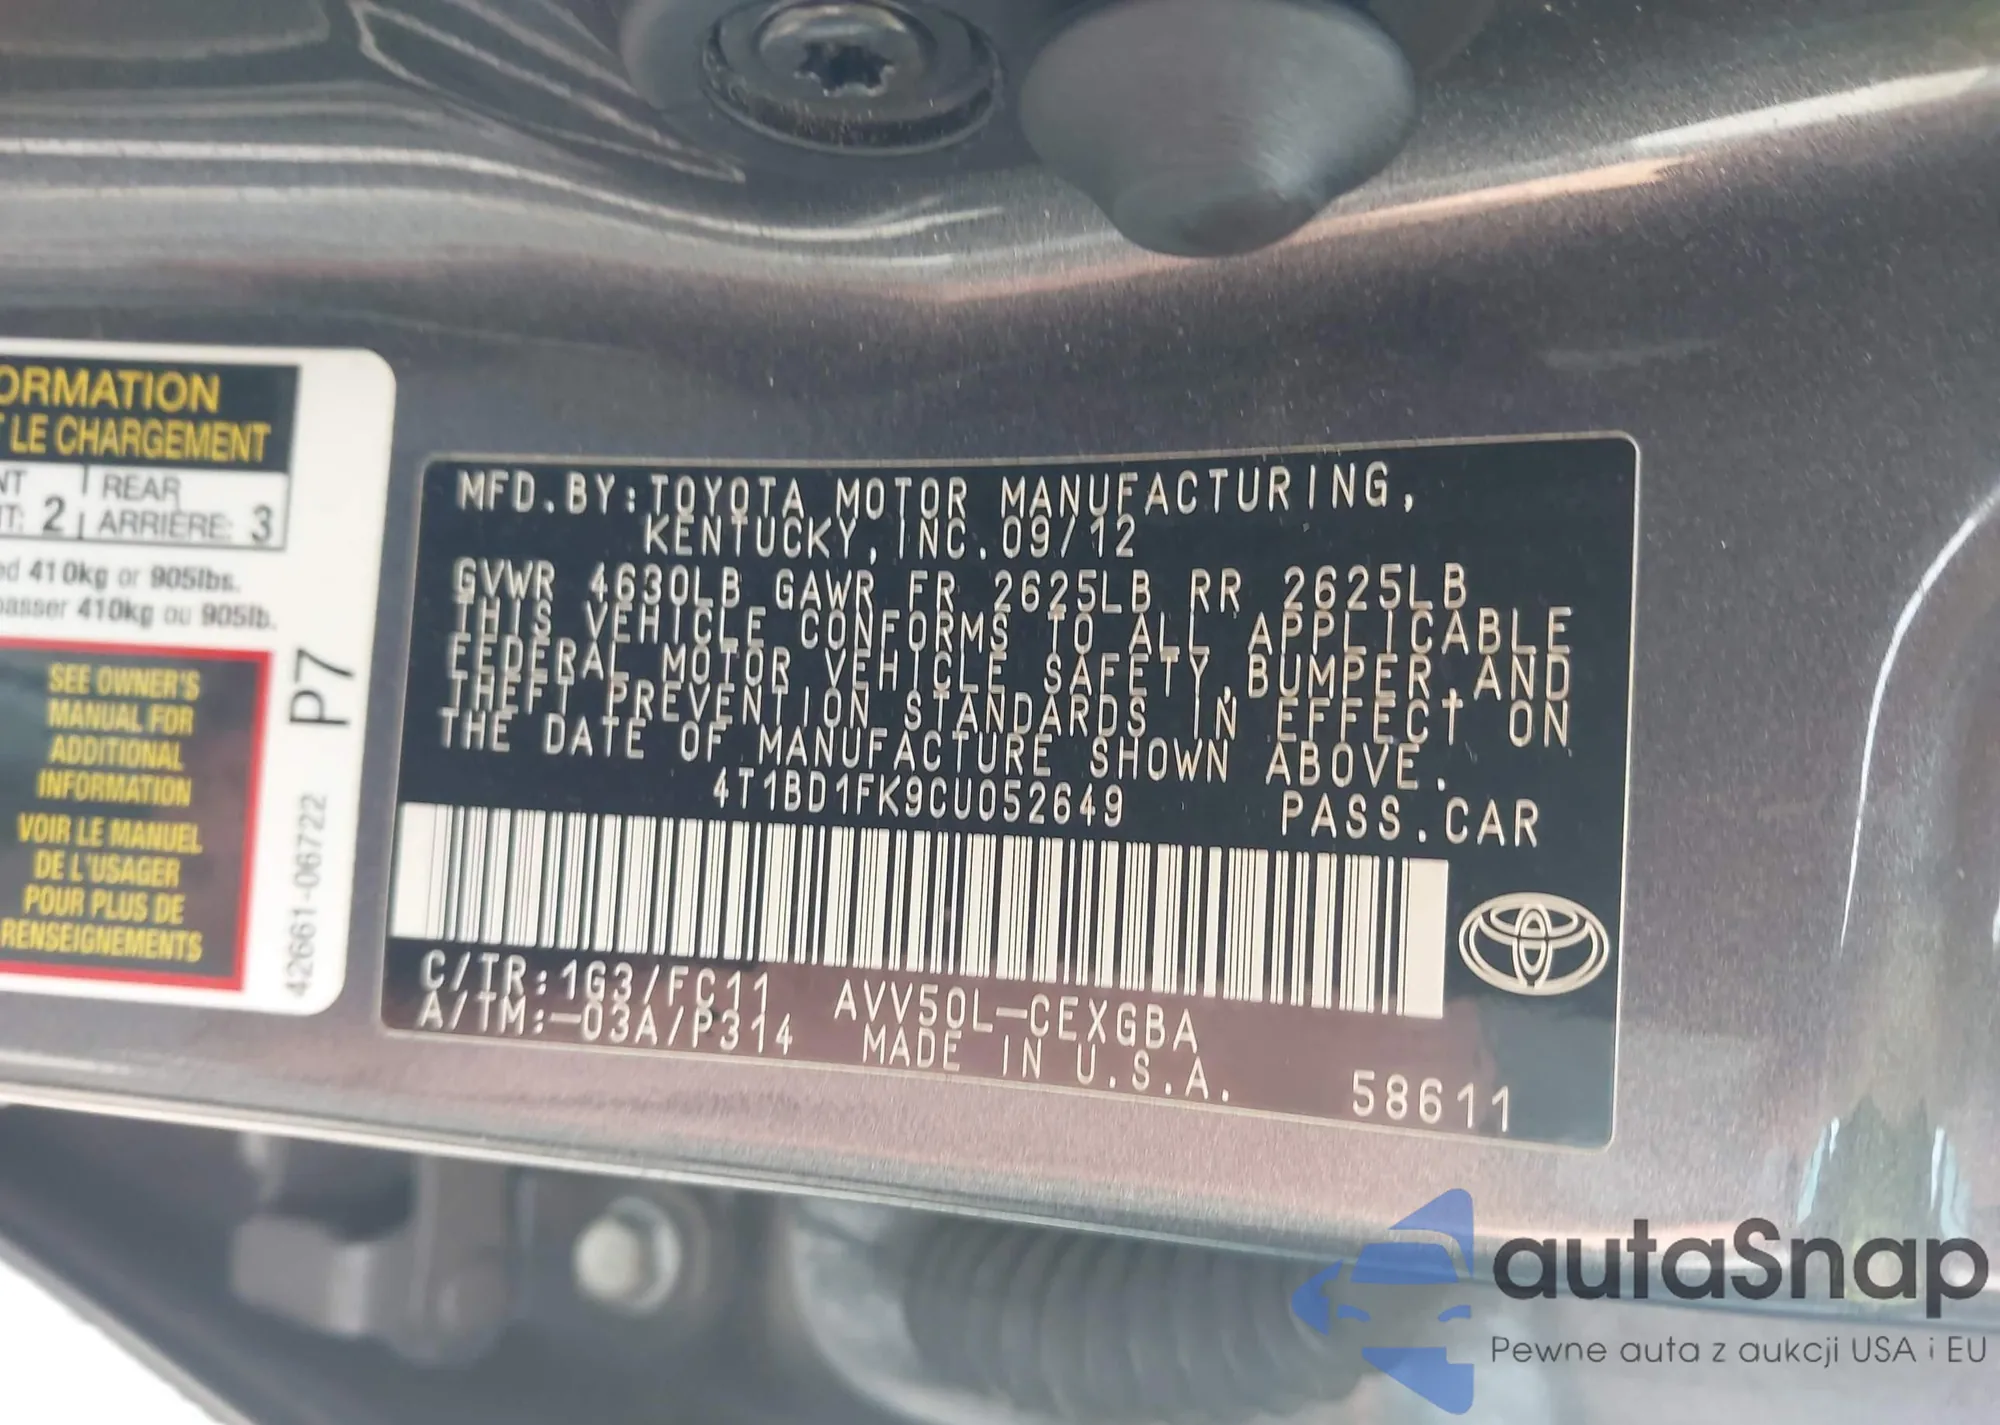 ORMATION
LE CHARGEMENT
REAR
2
ARRIÈRE: 3
410kg or 905lbs.
410kg ou 905lb.
SEE OWNER'S
MANUAL FOR
ADDITIONAL
INFORMATION
VOIR LE MANUEL
DE L'USAGER
POUR PLUS DE
RENSEIGNEMENTS
P7
42661-06722
MFD.BY:TOYOTA MOTOR MANUFACTURING,
KENTUCKY,INC.09/12
GVWR 4630LB GAWR FR 2625LB RR 2625LB
THIS VEHICLE CONFORMS TO ALL APPLICABLE
FEDERAL MOTOR VEHICLE SAFETY,BUMPER,AND
THEFT PREVENTION STANDARDS IN EFFECT ON
THE DATE OF MANUFACTURE SHOWN ABOVE.
4T1BD1FK9CU052649 PASS.CAR
C/TR:1G3/FC11 AVV50L-CEXGBA
A/TM:-03A/P314 MADE IN U.S.A.
58611
autaSnap
Pewne auta z aukcji USA i EU